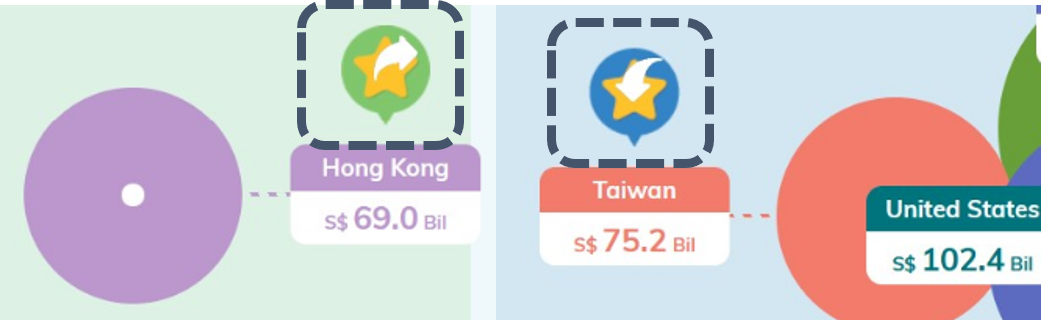 Hong Kong
S$ 69.0 Bil
Taiwan
S$ 75.2 Bil
United States
S$ 102.4 Bil